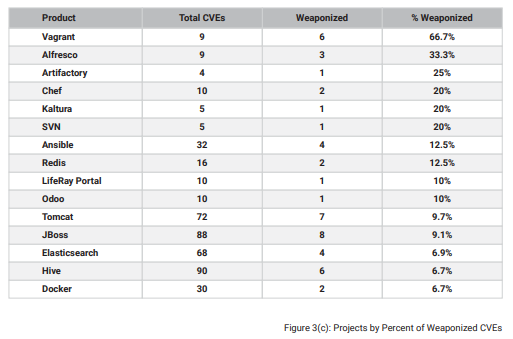 Product Total CVEs Weaponized % Weaponized
Vagrant 9 6 66.7%
Alfresco 9 3 33.3%
Artifactory 4 1 25%
Chef 10 2 20%
Kaltura 5 1 20%
SVN 5 1 20%
Ansible 32 4 12.5%
Redis 16 2 12.5%
LifeRay Portal 10 1 10%
Odoo 10 1 10%
Tomcat 72 7 9.7%
JBoss 88 8 9.1%
Elasticsearch 68 4 6.9%
Hive 90 6 6.7%
Docker 30 2 6.7%
Figure 3(c): Projects by Percent of Weaponized CVEs